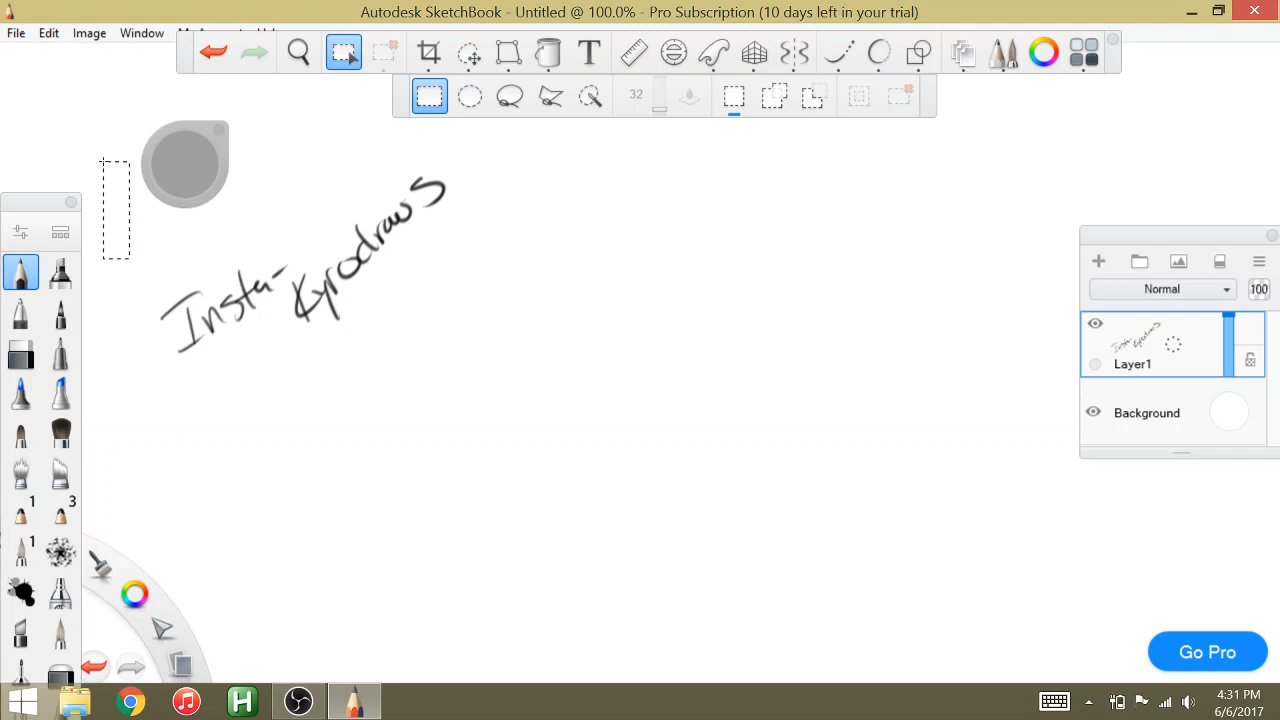 Autodesk SketchBook - Untitled @ 100.0% - Pro Subscription (10 days left in your trial)
File Edit Image Window
32
Insta-
Kyrodraws
Normal 100
Layer1
Background
1 3
1
Go Pro
4:31 PM
6/6/2017